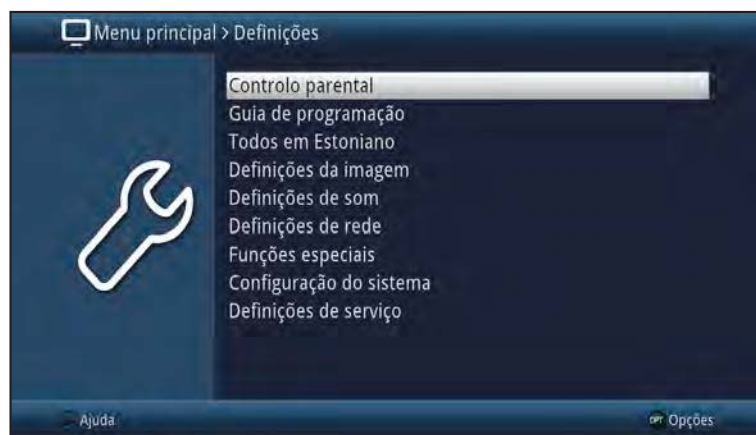 Menu principal > Definições
Controlo parental
Guia de programação
Todos em Estoniano
Definições da imagem
Definições de som
Definições de rede
Funções especiais
Configuração do sistema
Definições de serviço
Ajuda
OPT Opções